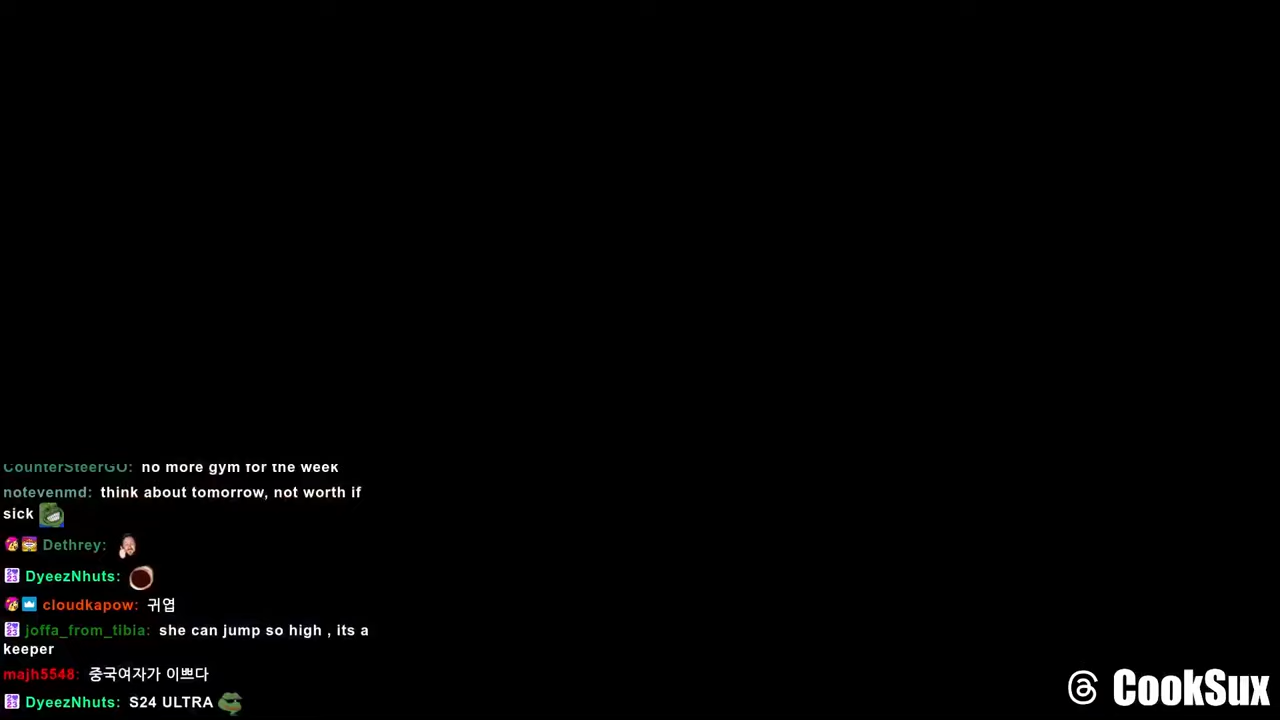 CounterSteerGO: no more gym for the week
notevenmd: think about tomorrow, not worth if
sick
Dethrey:
DyeezNhuts:
cloudkapow: 귀엽
joffa_from_tibia: she can jump so high , its a
keeper
majh5548: 중국여자가 이쁘다
DyeezNhuts: S24 ULTRA
CookSux